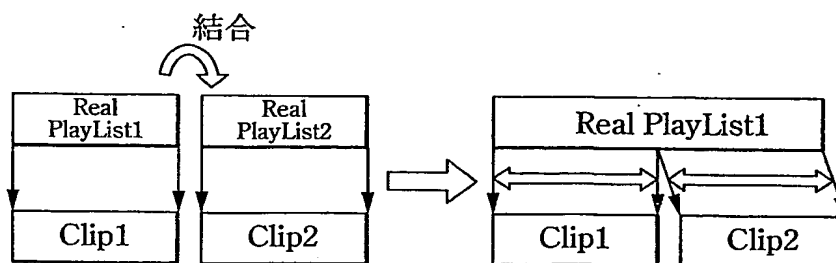 結合
Real
PlayList1
Real
PlayList2
Real PlayList1
Clip1
Clip2
Clip1
Clip2